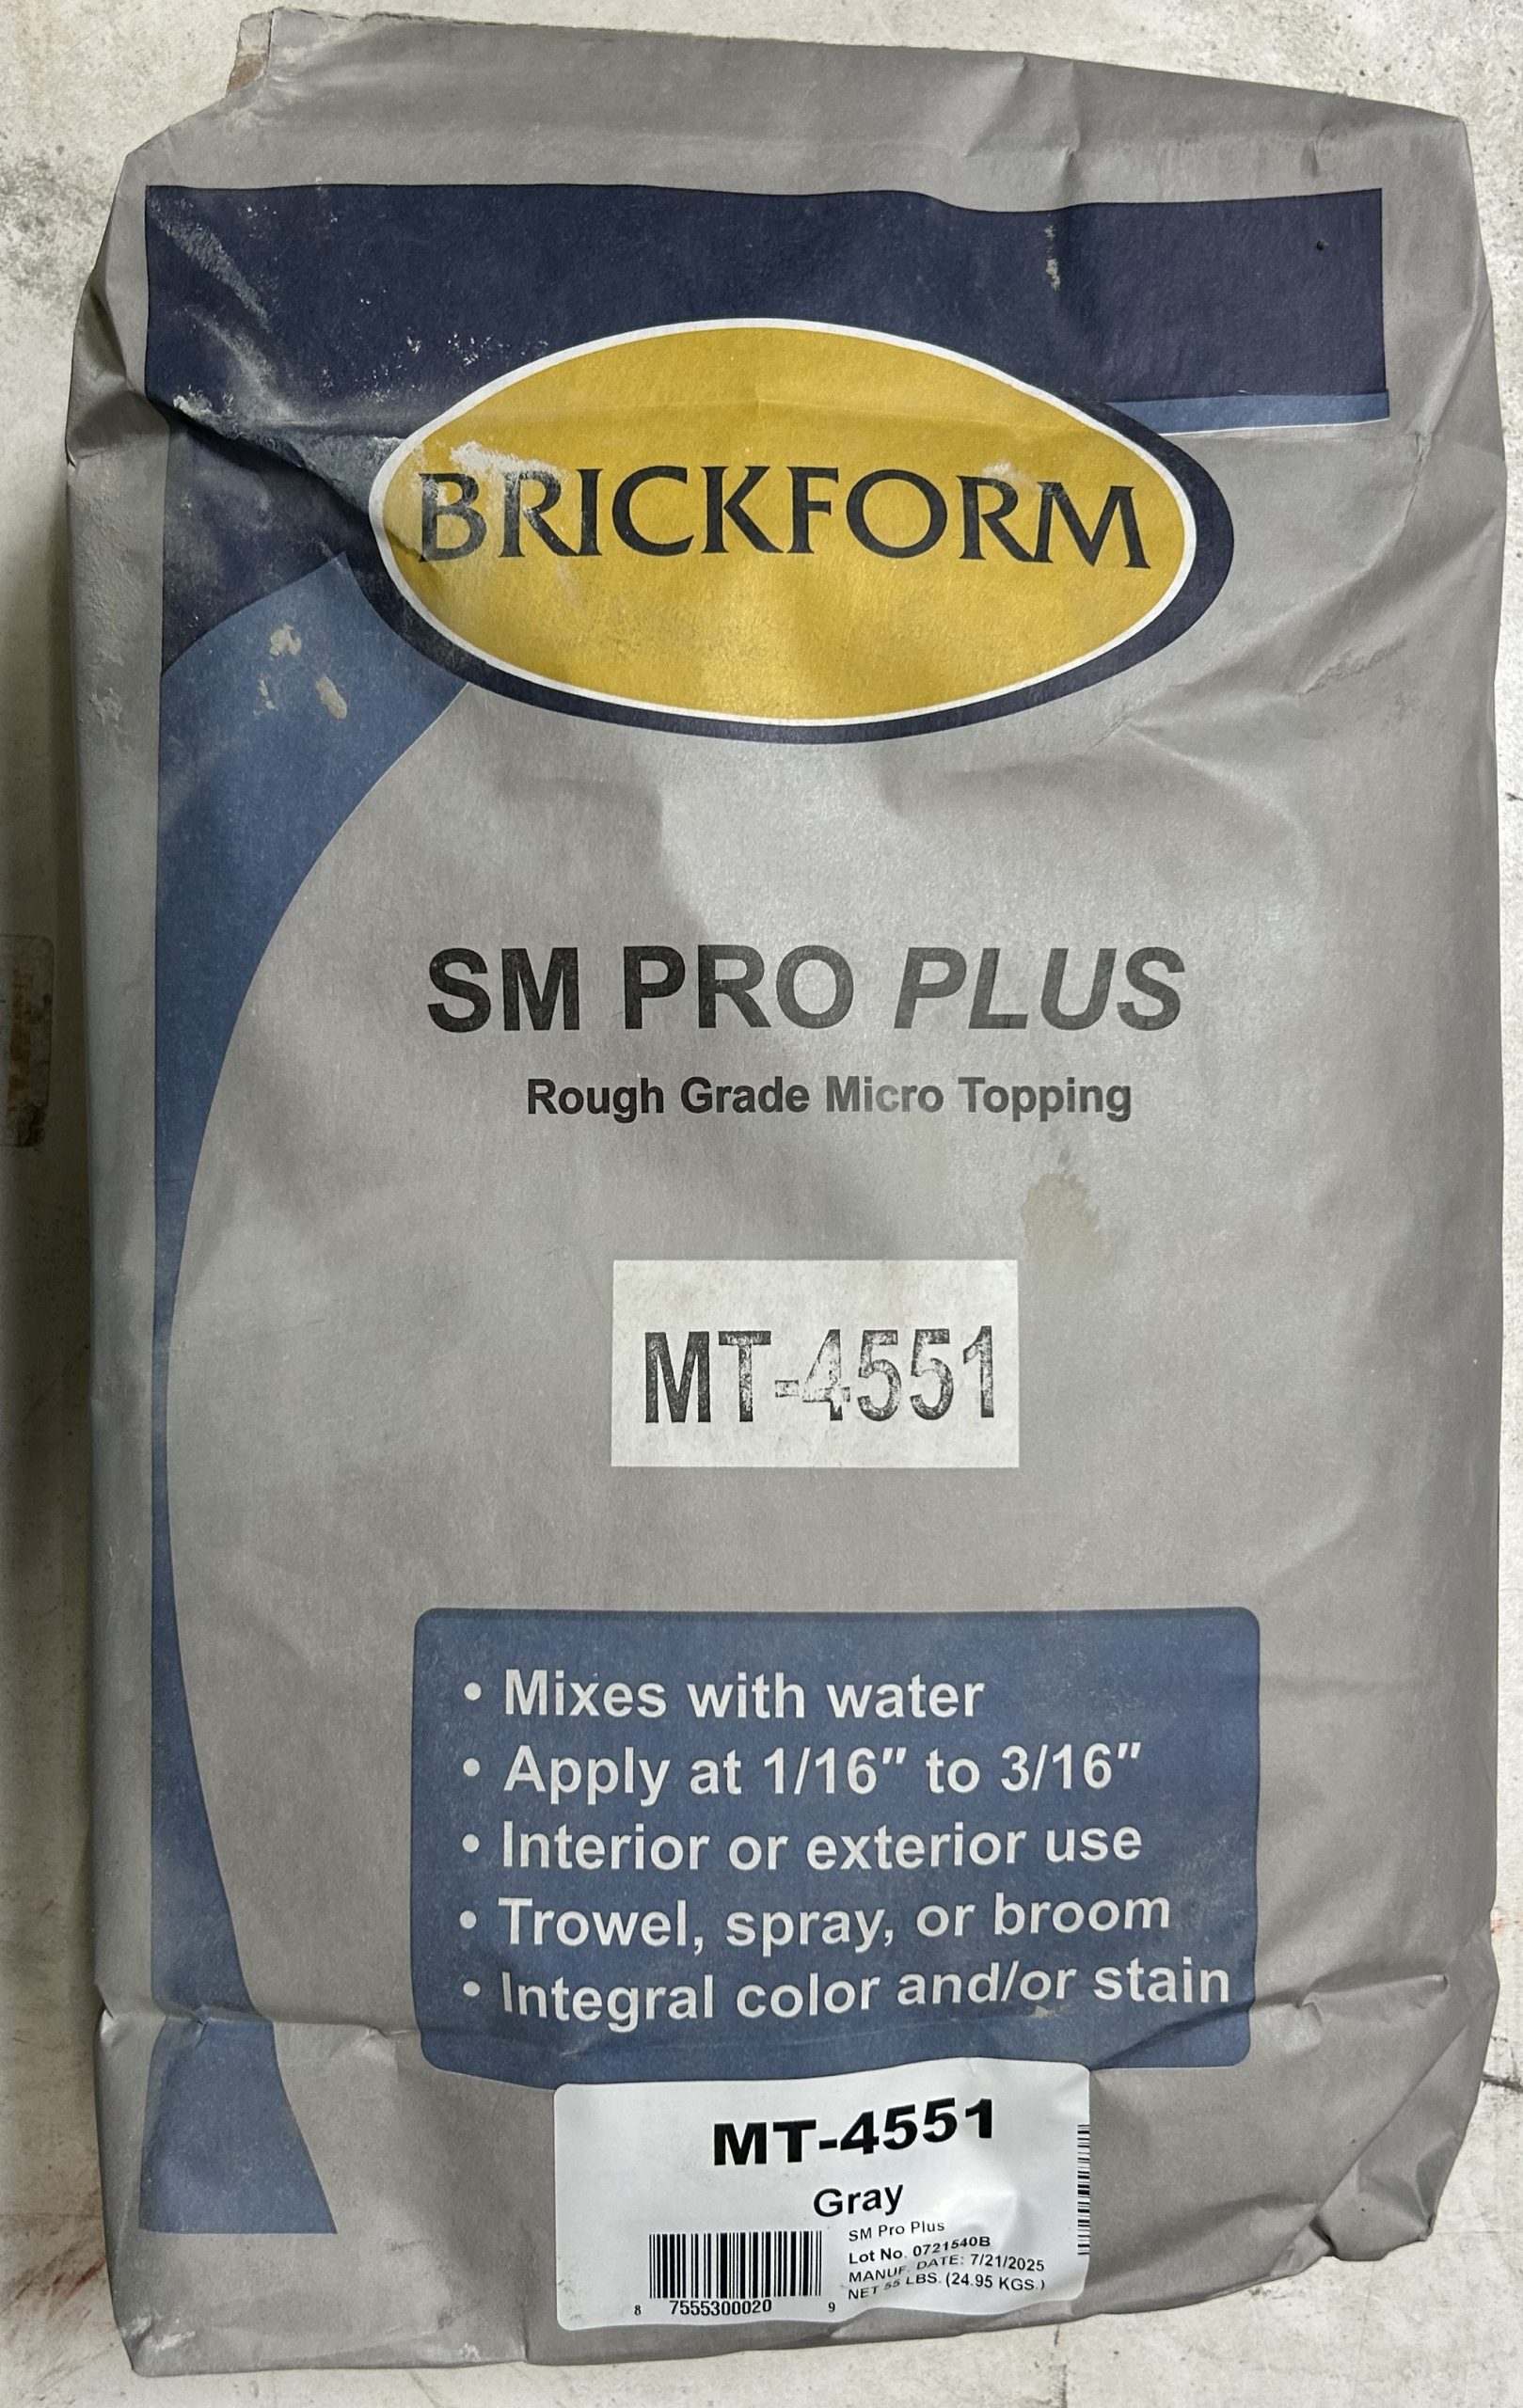 BRICKFORM
SM PRO PLUS
Rough Grade Micro Topping
MT-4551
• Mixes with water
• Apply at 1/16" to 3/16"
• Interior or exterior use
• Trowel, spray, or broom
• Integral color and/or stain
MT-4551
Gray
SM Pro Plus
Lot No. 0721540B
MANUF. DATE: 7/21/2025
NET 55 LBS. (24.95 KGS.)
8 7555300020 9